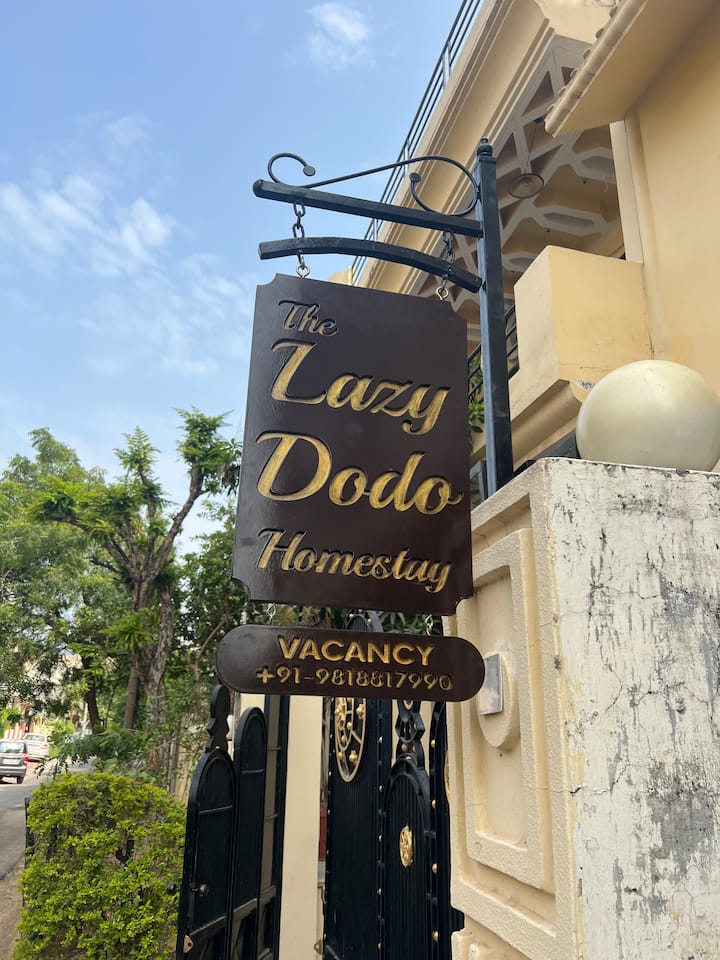 The
Lazy
Dodo
Homestay
VACANCY
+91-9818817990